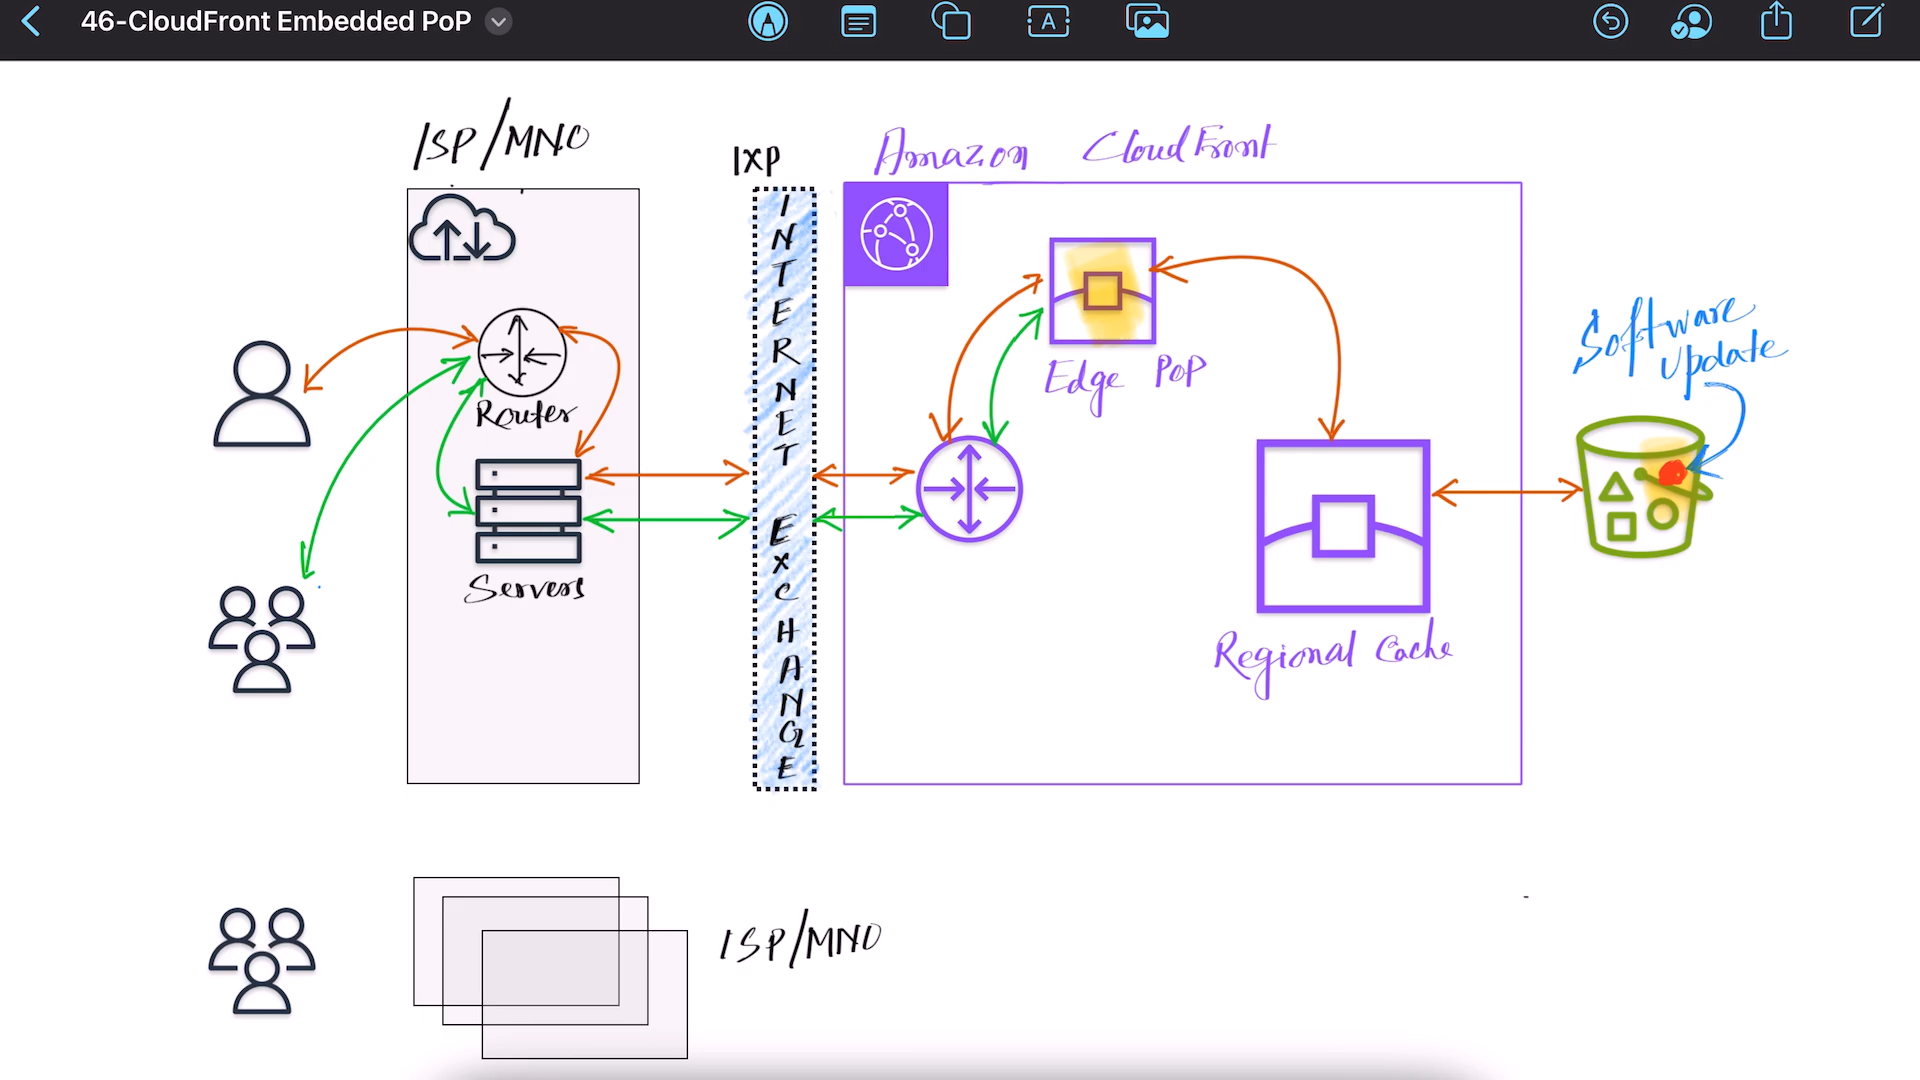 46-CloudFront Embedded PoP
A
ISP/MNO
IXP
Amazon CloudFront
INTERNET EXCHANGE
Router
Servers
Edge PoP
Regional Cache
Software
update
ISP/MNO